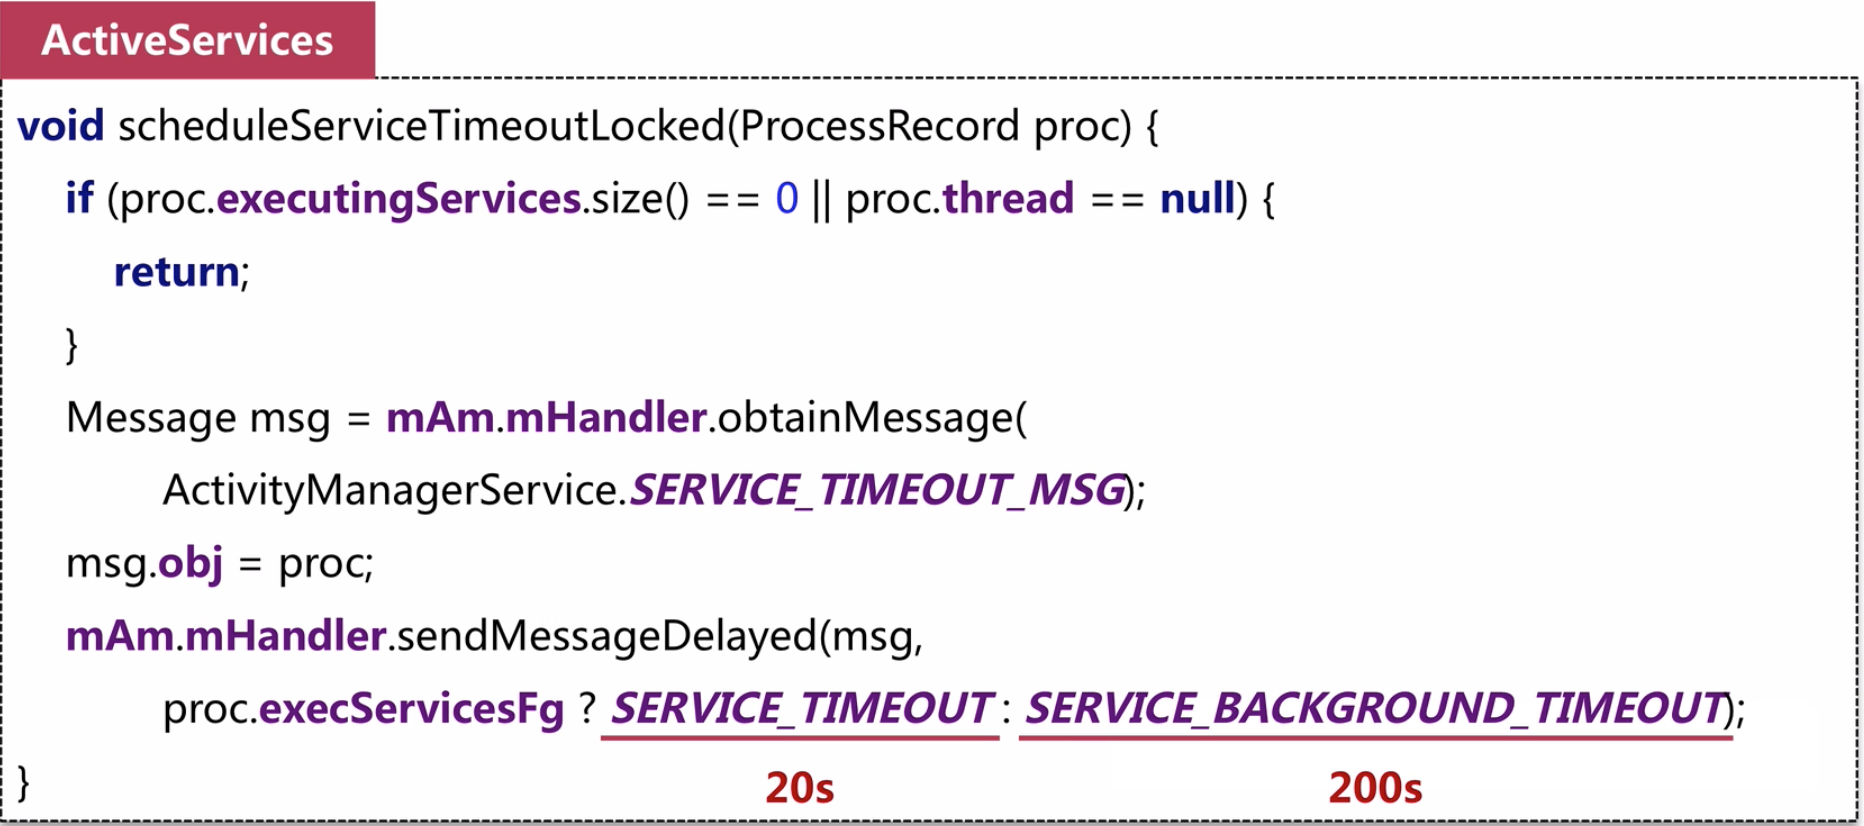 ActiveServices
void scheduleServiceTimeoutLocked(ProcessRecord proc) {
if (proc.executingServices.size() == 0 || proc.thread == null) {
return;
}
Message msg = mAm.mHandler.obtainMessage(
ActivityManagerService.SERVICE_TIMEOUT_MSG);
msg.obj = proc;
mAm.mHandler.sendMessageDelayed(msg,
proc.execServicesFg ? SERVICE_TIMEOUT : SERVICE_BACKGROUND_TIMEOUT);
}
20s 200s